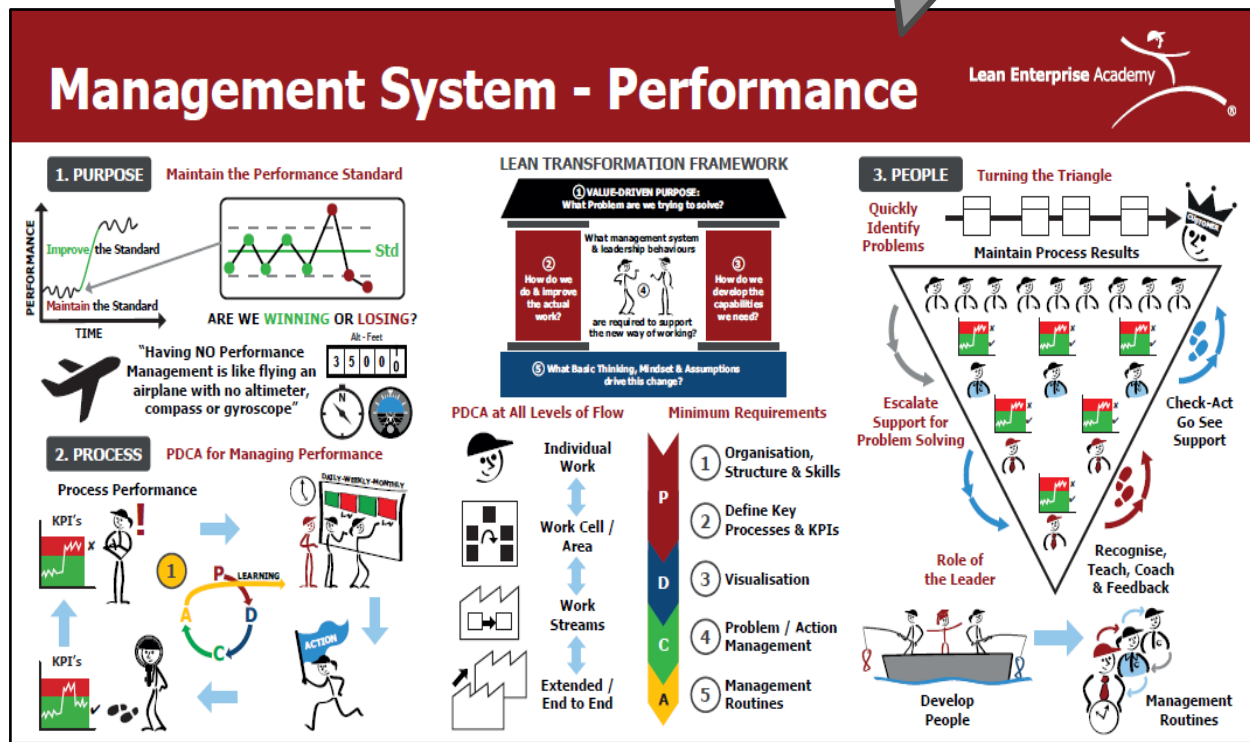 Management System - Performance
Lean Enterprise Academy
®
1. PURPOSE
Maintain the Performance Standard
PERFORMANCE
Improve the Standard
Maintain the Standard
TIME
Std
ARE WE WINNING OR LOSING?
"Having NO Performance
Management is like flying an
airplane with no altimeter,
compass or gyroscope"
Alt - Feet
3 5 0 0
1
0
N
2. PROCESS
PDCA for Managing Performance
Process Performance
KPI's
x
!
DAILY-WEEKLY-MONTHLY
1
P
LEARNING
A
D
C
ACTION
KPI's
✓
LEAN TRANSFORMATION FRAMEWORK
① VALUE-DRIVEN PURPOSE:
What Problem are we trying to solve?
②
How do we
do & improve
the actual
work?
What management system
& leadership behaviours
④
are required to support
the new way of working?
③
How do we
develop the
capabilities
we need?
⑤ What Basic Thinking, Mindset & Assumptions
drive this change?
PDCA at All Levels of Flow
Individual
Work
Work Cell /
Area
Work
Streams
Extended /
End to End
Minimum Requirements
P
D
C
A
1
Organisation,
Structure & Skills
2
Define Key
Processes & KPIs
3
Visualisation
4
Problem / Action
Management
5
Management
Routines
3. PEOPLE
Turning the Triangle
Quickly
Identify
Problems
CUSTOMER
Maintain Process Results
Escalate
Support for
Problem Solving
Check-Act
Go See
Support
Recognise,
Teach, Coach
& Feedback
Role of
the Leader
Develop
People
C
C
Management
Routines